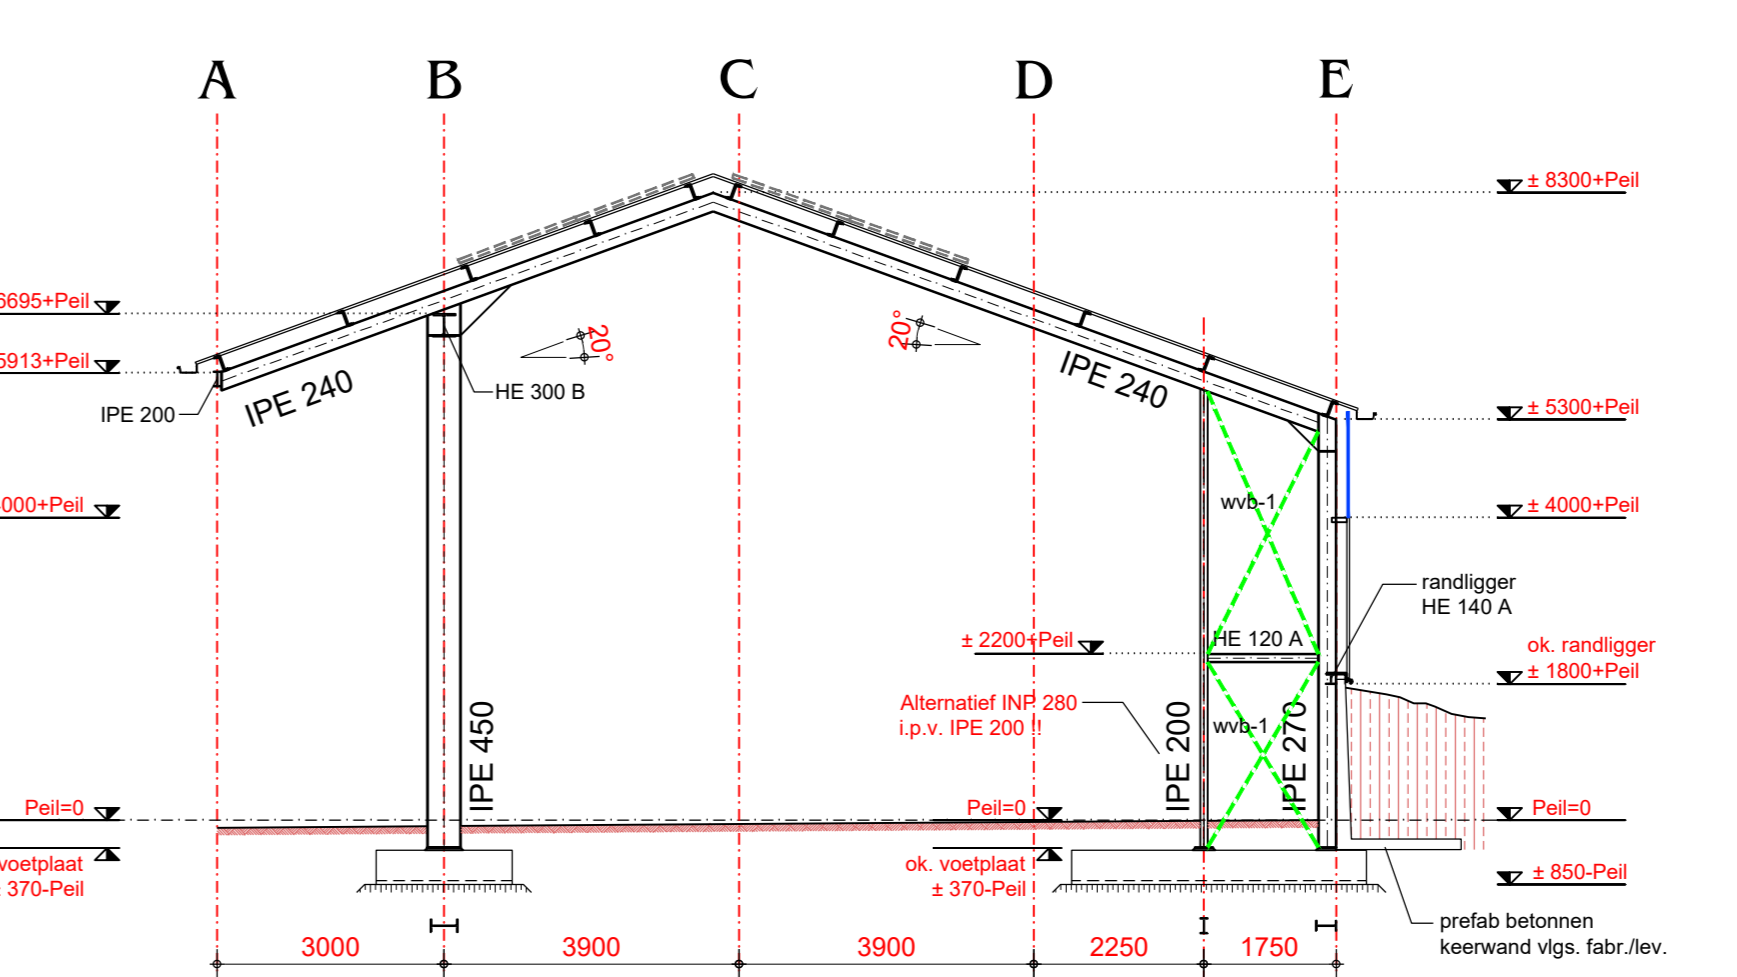 A B C D E
± 8300+Peil
6695+Peil
5913+Peil
20°
20°
IPE 240
IPE 240
HE 300 B
IPE 200
± 5300+Peil
000+Peil
wvb-1
± 4000+Peil
randligger
HE 140 A
± 2200+Peil
HE 120 A
ok. randligger
± 1800+Peil
Alternatief INP 280
i.p.v. IPE 200 !!
IPE 450
IPE 200
wvb-1
IPE 270
Peil=0
Peil=0
Peil=0
voetplaat
± 370-Peil
ok. voetplaat
± 370-Peil
± 850-Peil
prefab betonnen
keerwand vlgs. fabr./lev.
3000 3900 3900 2250 1750